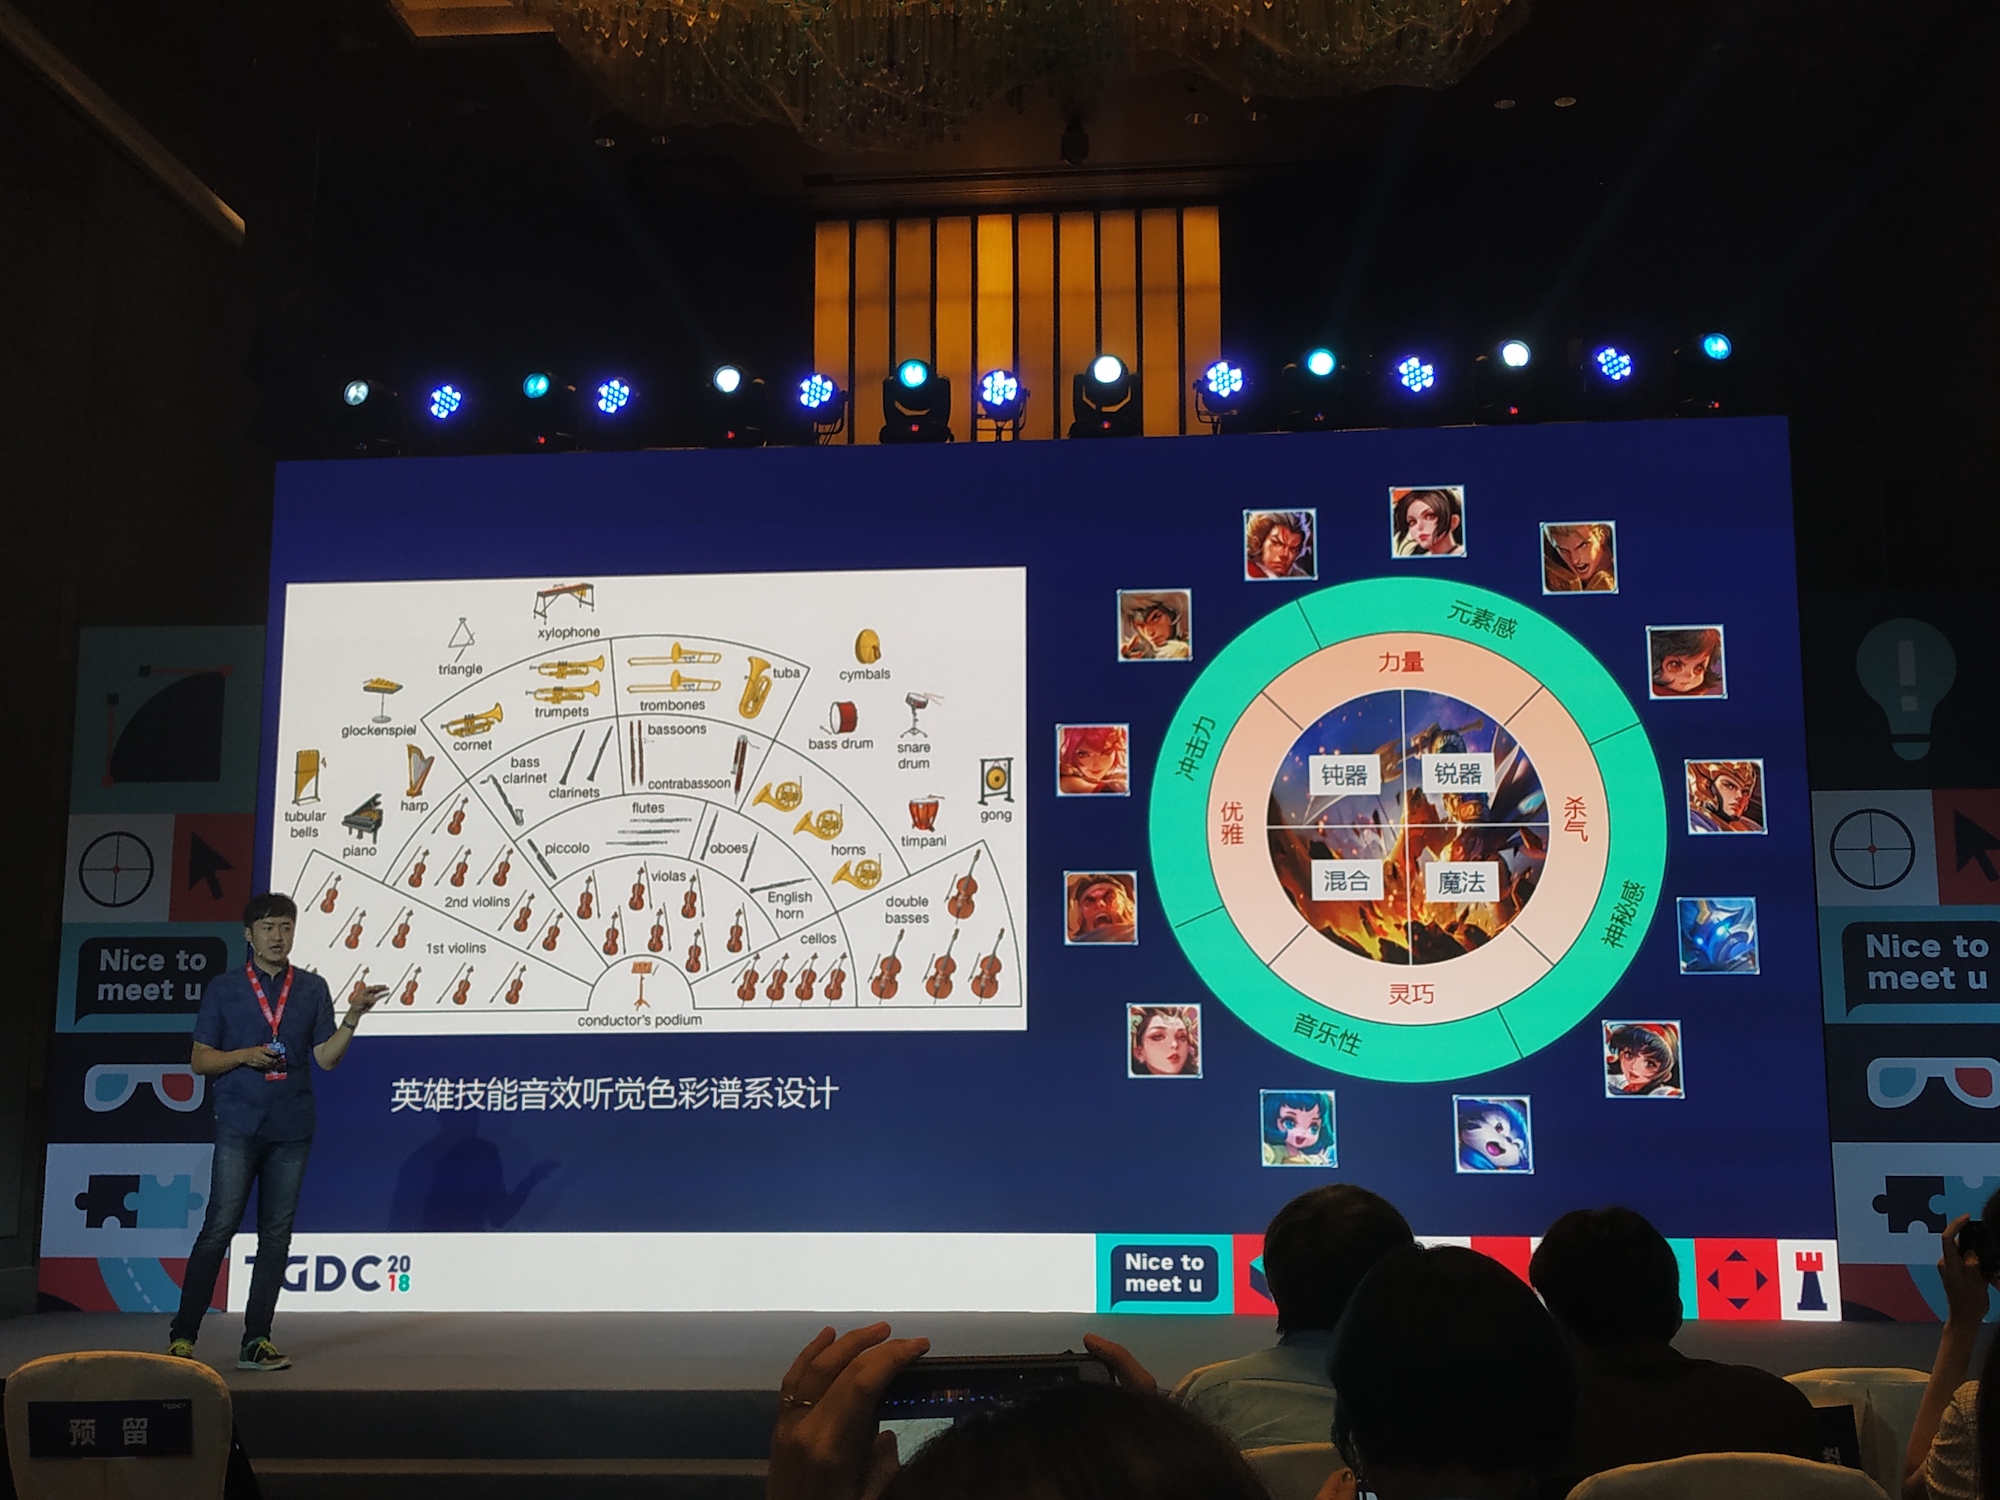 xylophone
triangle
tuba
cymbals
glockenspiel
cornet
trumpets
trombones
bass drum
snare
drum
bass
clarinet
clarinets
bassoons
contrabassoon
tubular
bells
harp
piano
gong
timpani
flutes
piccolo
oboes
horns
violas
English
horn
2nd violins
1st violins
cellos
double
basses
conductor's podium
英雄技能音效听觉色彩谱系设计
元素感
冲击力
神秘感
音乐性
力量
优雅
杀气
灵巧
钝器
锐器
混合
魔法
Nice to
meet u
Nice to
meet u
TGDC 2018
Nice to
meet u
预 留